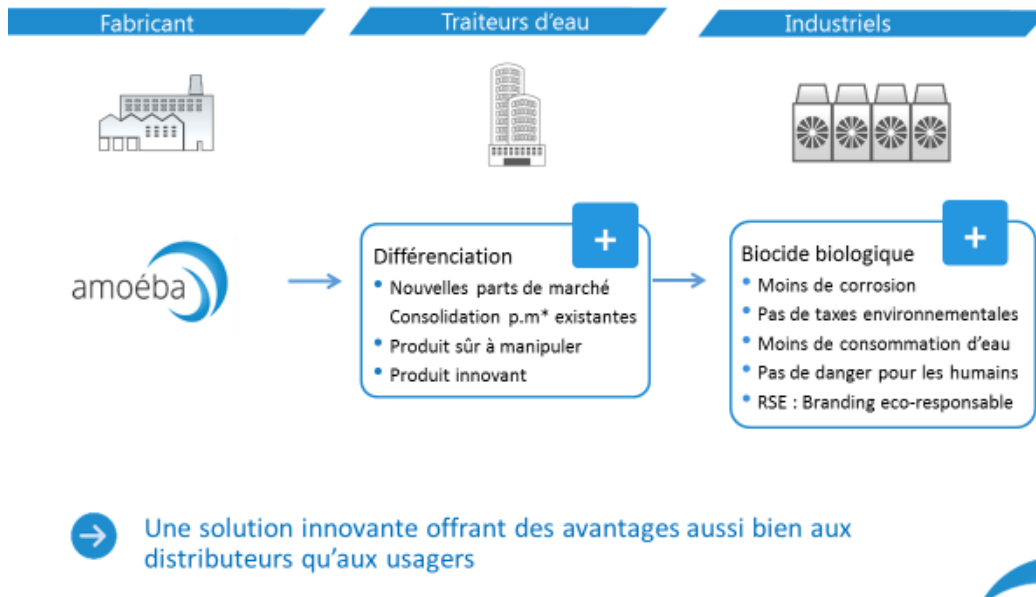 Fabricant
Traiteurs d'eau
Industriels
amoéba
+
Différenciation
• Nouvelles parts de marché
Consolidation p.m* existantes
• Produit sûr à manipuler
• Produit innovant
+
Biocide biologique
• Moins de corrosion
• Pas de taxes environnementales
• Moins de consommation d'eau
• Pas de danger pour les humains
• RSE : Branding eco-responsable
Une solution innovante offrant des avantages aussi bien aux
distributeurs qu'aux usagers